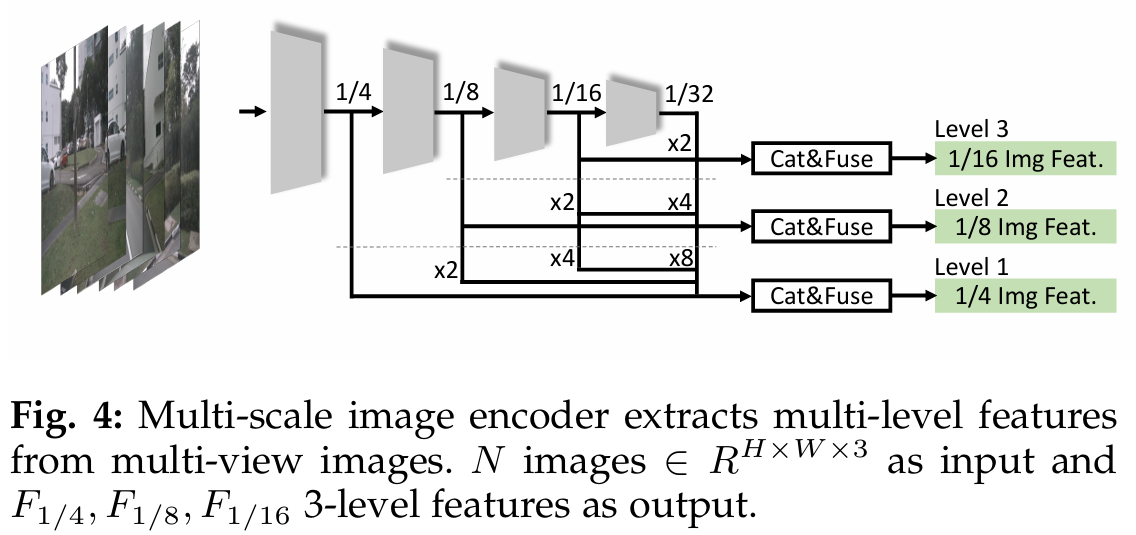 1/4
1/8
1/16
1/32
x2
Cat&Fuse
Level 3
1/16 Img Feat.
x2
x4
Cat&Fuse
Level 2
1/8 Img Feat.
x2
x4
x8
Cat&Fuse
Level 1
1/4 Img Feat.
Fig. 4: Multi-scale image encoder extracts multi-level features
from multi-view images. N images ∈ R^{H×W×3} as input and
F_{1/4}, F_{1/8}, F_{1/16} 3-level features as output.